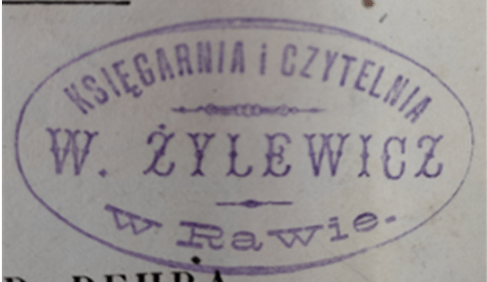 KSIĘGARNIA i CZYTELNIA
W. ŻYLEWICZ
w Rawie.